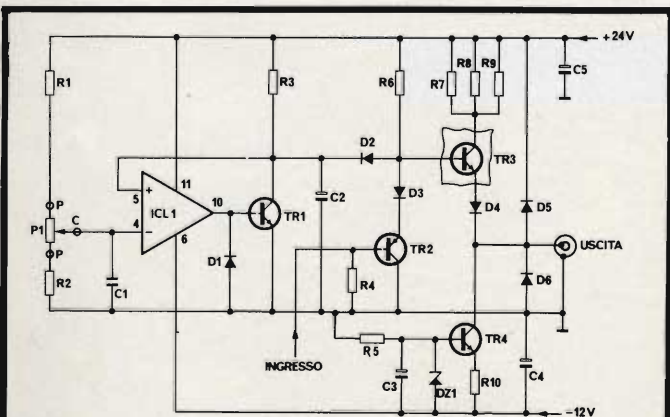 +24V
R1
R3
R6
R7
R8
R9
C5
D2
TR3
5
+
11
ICL1
10
TR1
C2
D3
D4
D5
P
P1
C
4
-
6
P
D1
TR2
USCITA
R2
C1
R4
D6
INGRESSO
R5
TR4
C3
DZ1
R10
C4
-12V